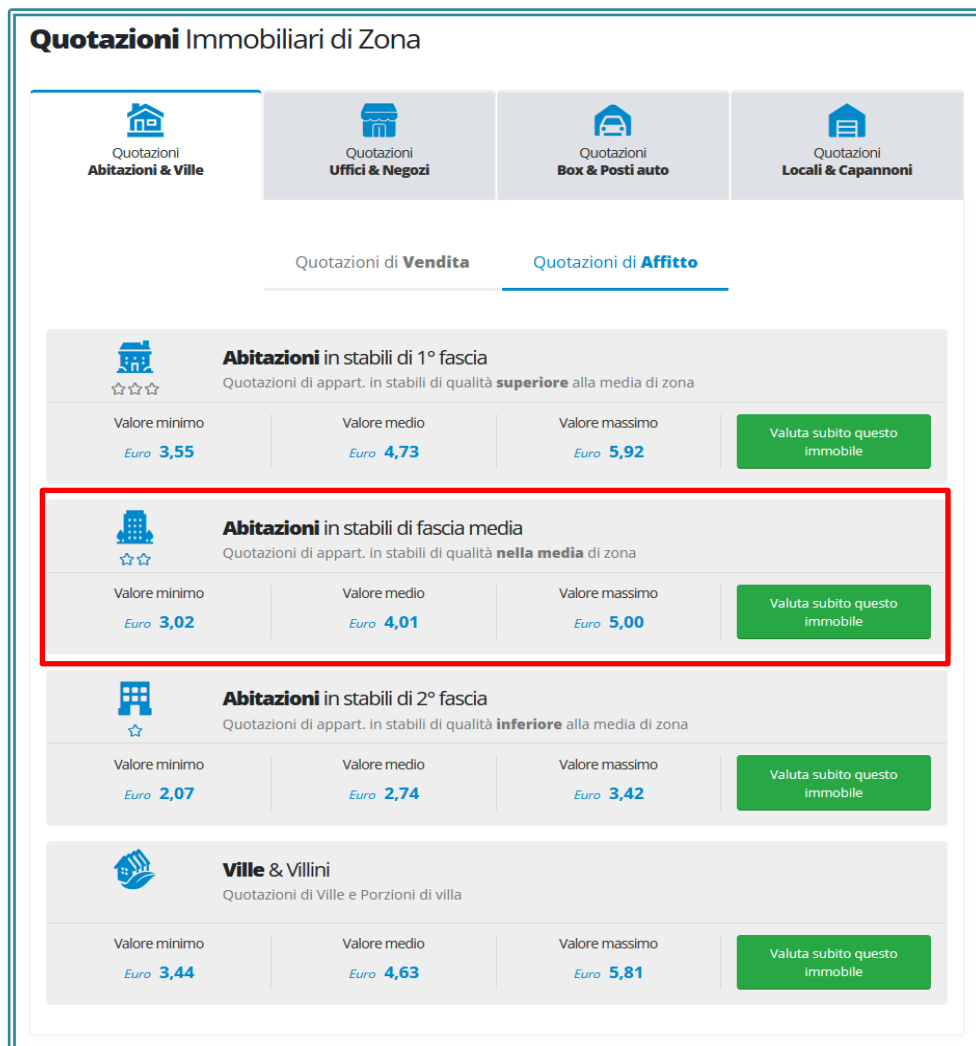 Quotazioni Immobiliari di Zona
Quotazioni
Abitazioni & Ville
Quotazioni
Uffici & Negozi
Quotazioni
Box & Posti auto
Quotazioni
Locali & Capannoni
Quotazioni di Vendita
Quotazioni di Affitto
Abitazioni in stabili di 1° fascia
Quotazioni di appart. in stabili di qualità superiore alla media di zona
Valore minimo
Euro 3,55
Valore medio
Euro 4,73
Valore massimo
Euro 5,92
Valuta subito questo
immobile
Abitazioni in stabili di fascia media
Quotazioni di appart. in stabili di qualità nella media di zona
Valore minimo
Euro 3,02
Valore medio
Euro 4,01
Valore massimo
Euro 5,00
Valuta subito questo
immobile
Abitazioni in stabili di 2° fascia
Quotazioni di appart. in stabili di qualità inferiore alla media di zona
Valore minimo
Euro 2,07
Valore medio
Euro 2,74
Valore massimo
Euro 3,42
Valuta subito questo
immobile
Ville & Villini
Quotazioni di Ville e Porzioni di villa
Valore minimo
Euro 3,44
Valore medio
Euro 4,63
Valore massimo
Euro 5,81
Valuta subito questo
immobile